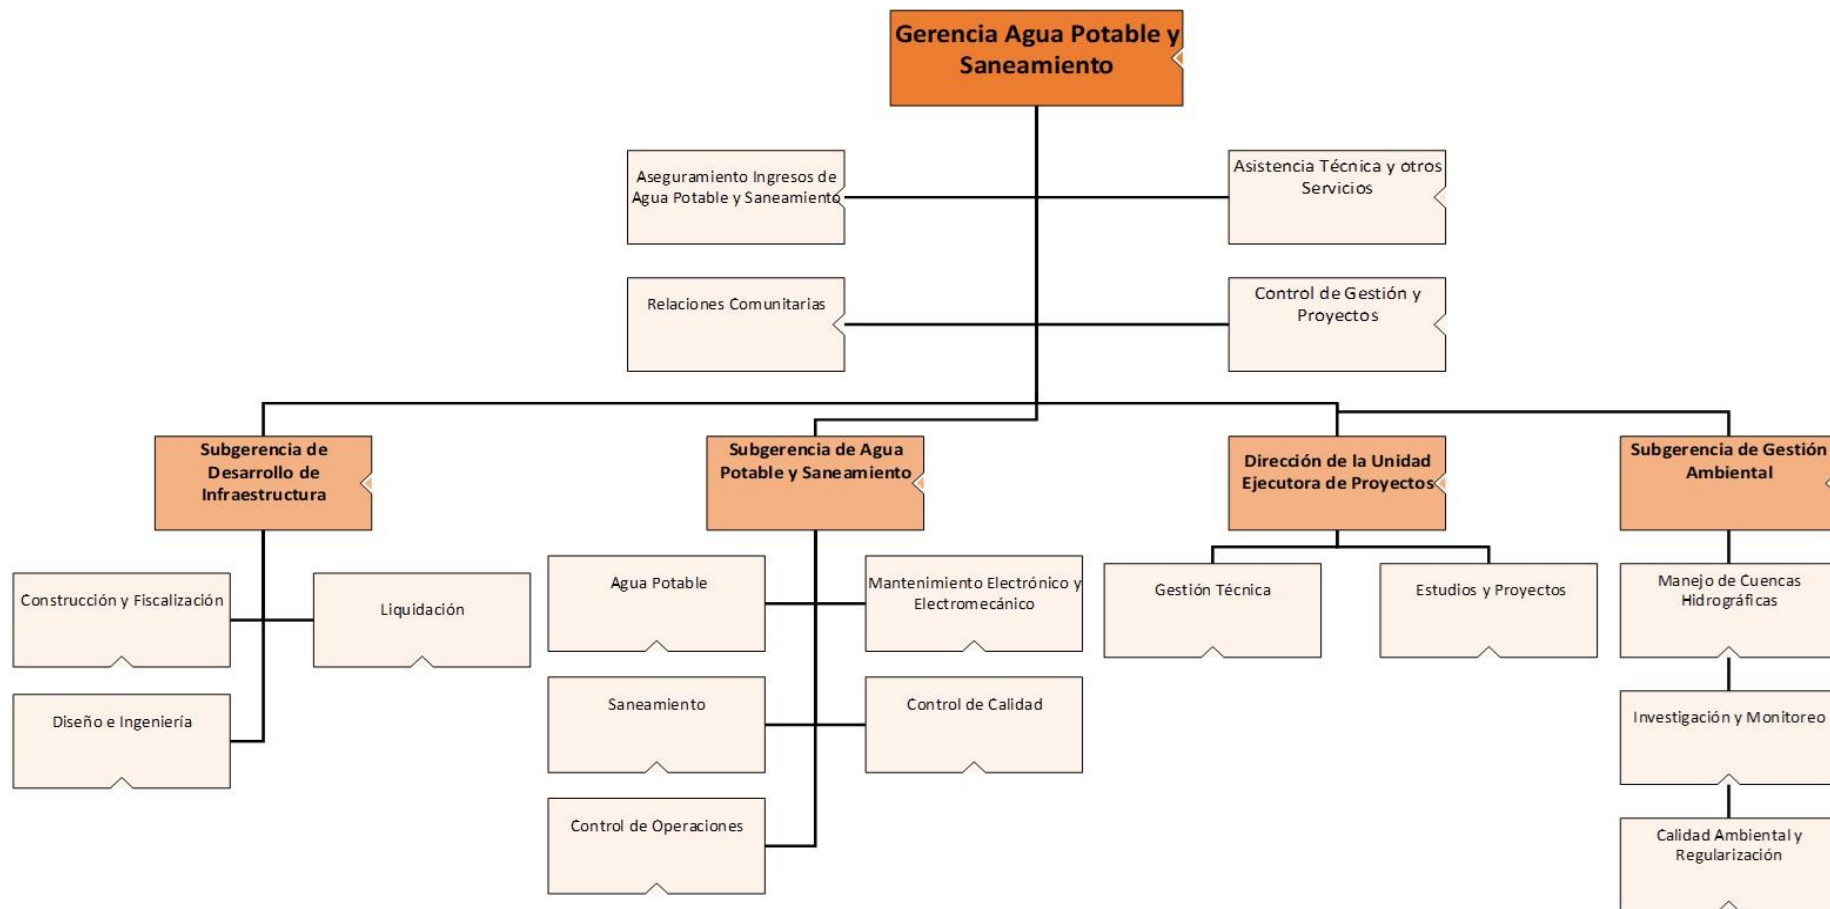 Gerencia Agua Potable y
Saneamiento
Aseguramiento Ingresos de
Agua Potable y Saneamiento
Asistencia Técnica y otros
Servicios
Relaciones Comunitarias
Control de Gestión y
Proyectos
Subgerencia de
Desarrollo de
Infraestructura
Subgerencia de Agua
Potable y Saneamiento
Dirección de la Unidad
Ejecutora de Proyectos
Subgerencia de Gestión
Ambiental
Construcción y Fiscalización
Liquidación
Diseño e Ingeniería
Agua Potable
Mantenimiento Electrónico y
Electromecánico
Saneamiento
Control de Calidad
Control de Operaciones
Gestión Técnica
Estudios y Proyectos
Manejo de Cuencas
Hidrográficas
Investigación y Monitoreo
Calidad Ambiental y
Regularización